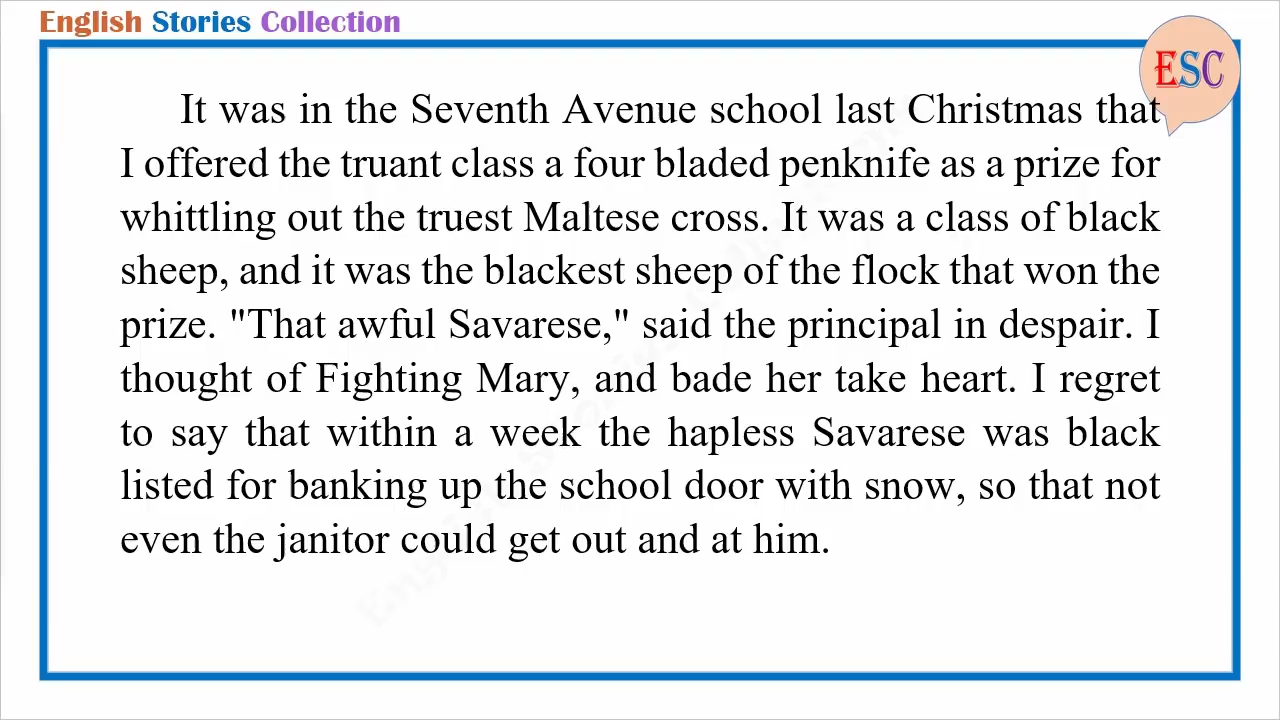 English Stories Collection
ESC
It was in the Seventh Avenue school last Christmas that
I offered the truant class a four bladed penknife as a prize for
whittling out the truest Maltese cross. It was a class of black
sheep, and it was the blackest sheep of the flock that won the
prize. "That awful Savarese," said the principal in despair. I
thought of Fighting Mary, and bade her take heart. I regret
to say that within a week the hapless Savarese was black
listed for banking up the school door with snow, so that not
even the janitor could get out and at him.